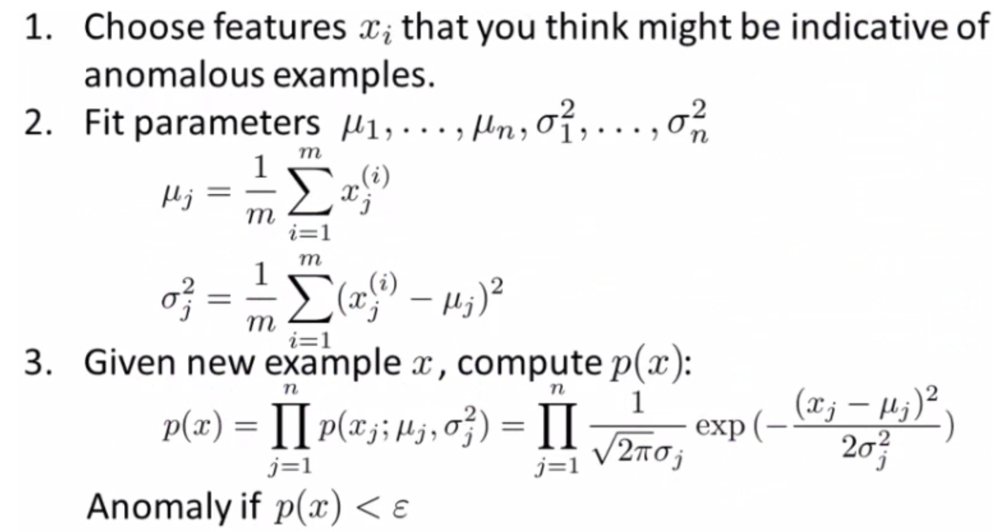 1. Choose features $x_i$ that you think might be indicative of
anomalous examples.
2. Fit parameters $\mu_1, \ldots, \mu_n, \sigma_1^2, \ldots, \sigma_n^2$
$\mu_j = \frac{1}{m} \sum_{i=1}^{m} x_j^{(i)}$
$\sigma_j^2 = \frac{1}{m} \sum_{i=1}^{m} (x_j^{(i)} - \mu_j)^2$
3. Given new example $x$, compute $p(x)$:
$p(x) = \prod_{j=1}^{n} p(x_j; \mu_j, \sigma_j^2) = \prod_{j=1}^{n} \frac{1}{\sqrt{2\pi}\sigma_j} \exp(-\frac{(x_j - \mu_j)^2}{2\sigma_j^2})$
Anomaly if $p(x) < \varepsilon$